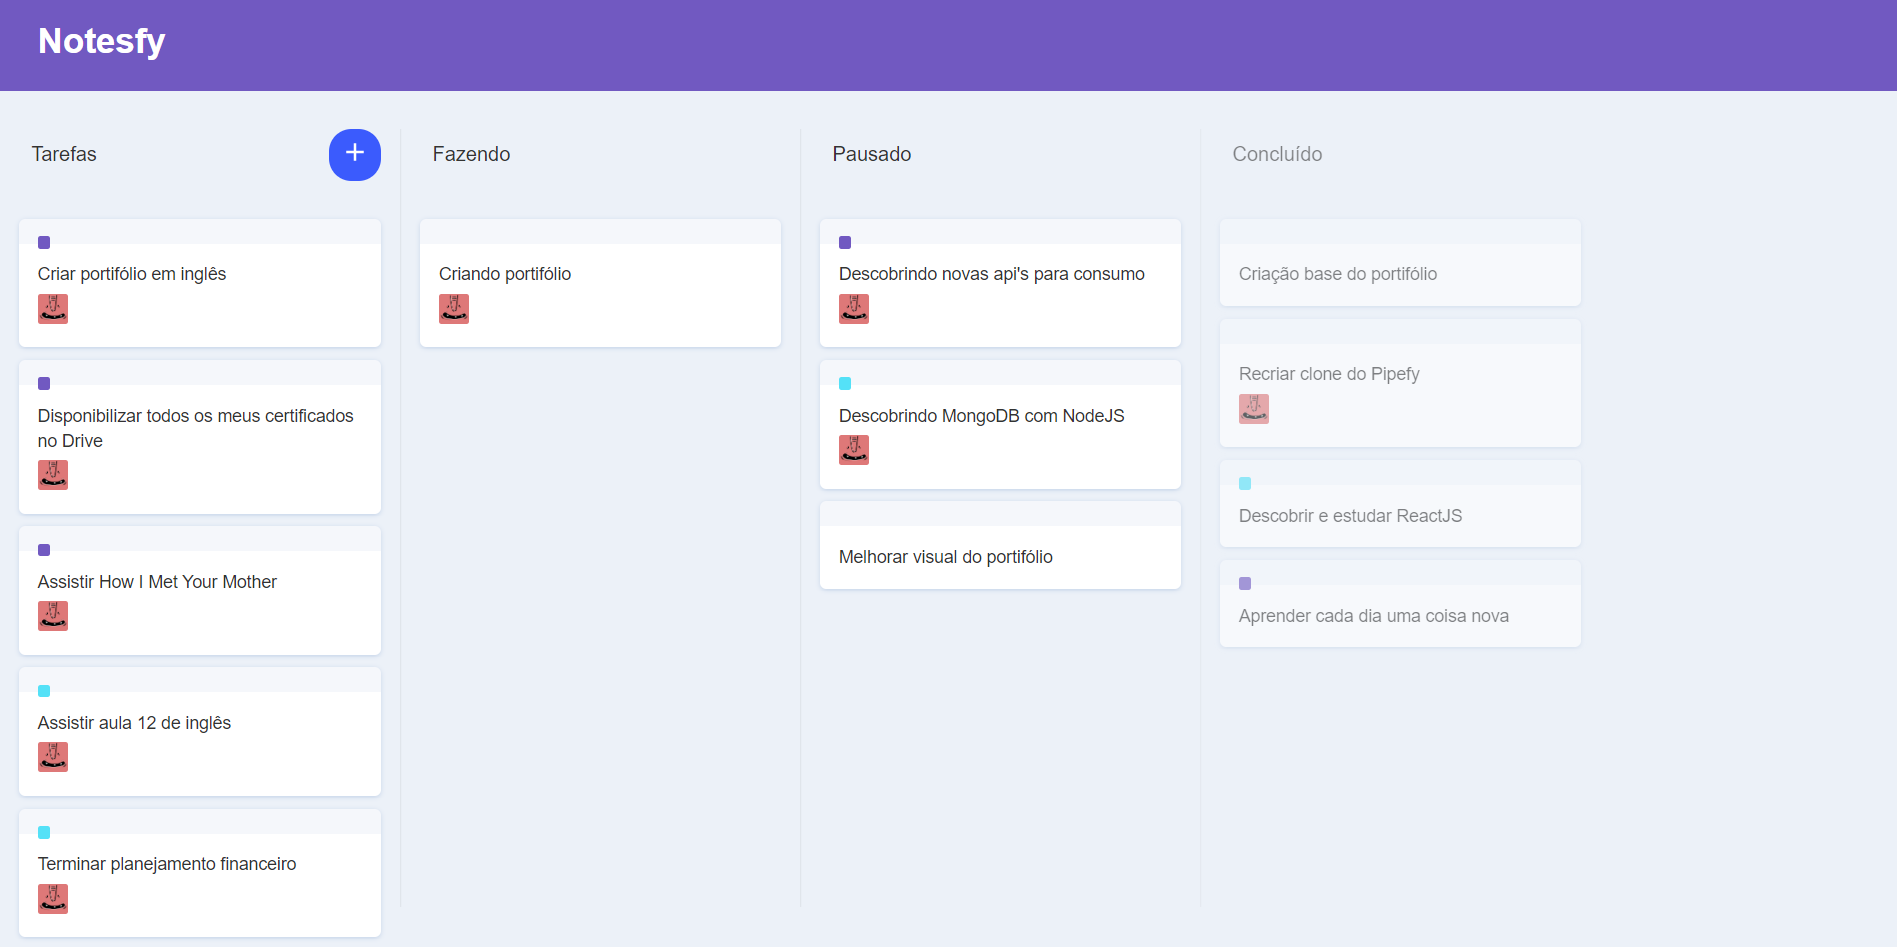 Notesfy
Tarefas
+
Criar portifólio em inglês
Disponibilizar todos os meus certificados
no Drive
Assistir How I Met Your Mother
Assistir aula 12 de inglês
Terminar planejamento financeiro
Fazendo
Criando portifólio
Pausado
Descobrindo novas api's para consumo
Descobrindo MongoDB com NodeJS
Melhorar visual do portifólio
Concluído
Criação base do portifólio
Recriar clone do Pipefy
Descobrir e estudar ReactJS
Aprender cada dia uma coisa nova